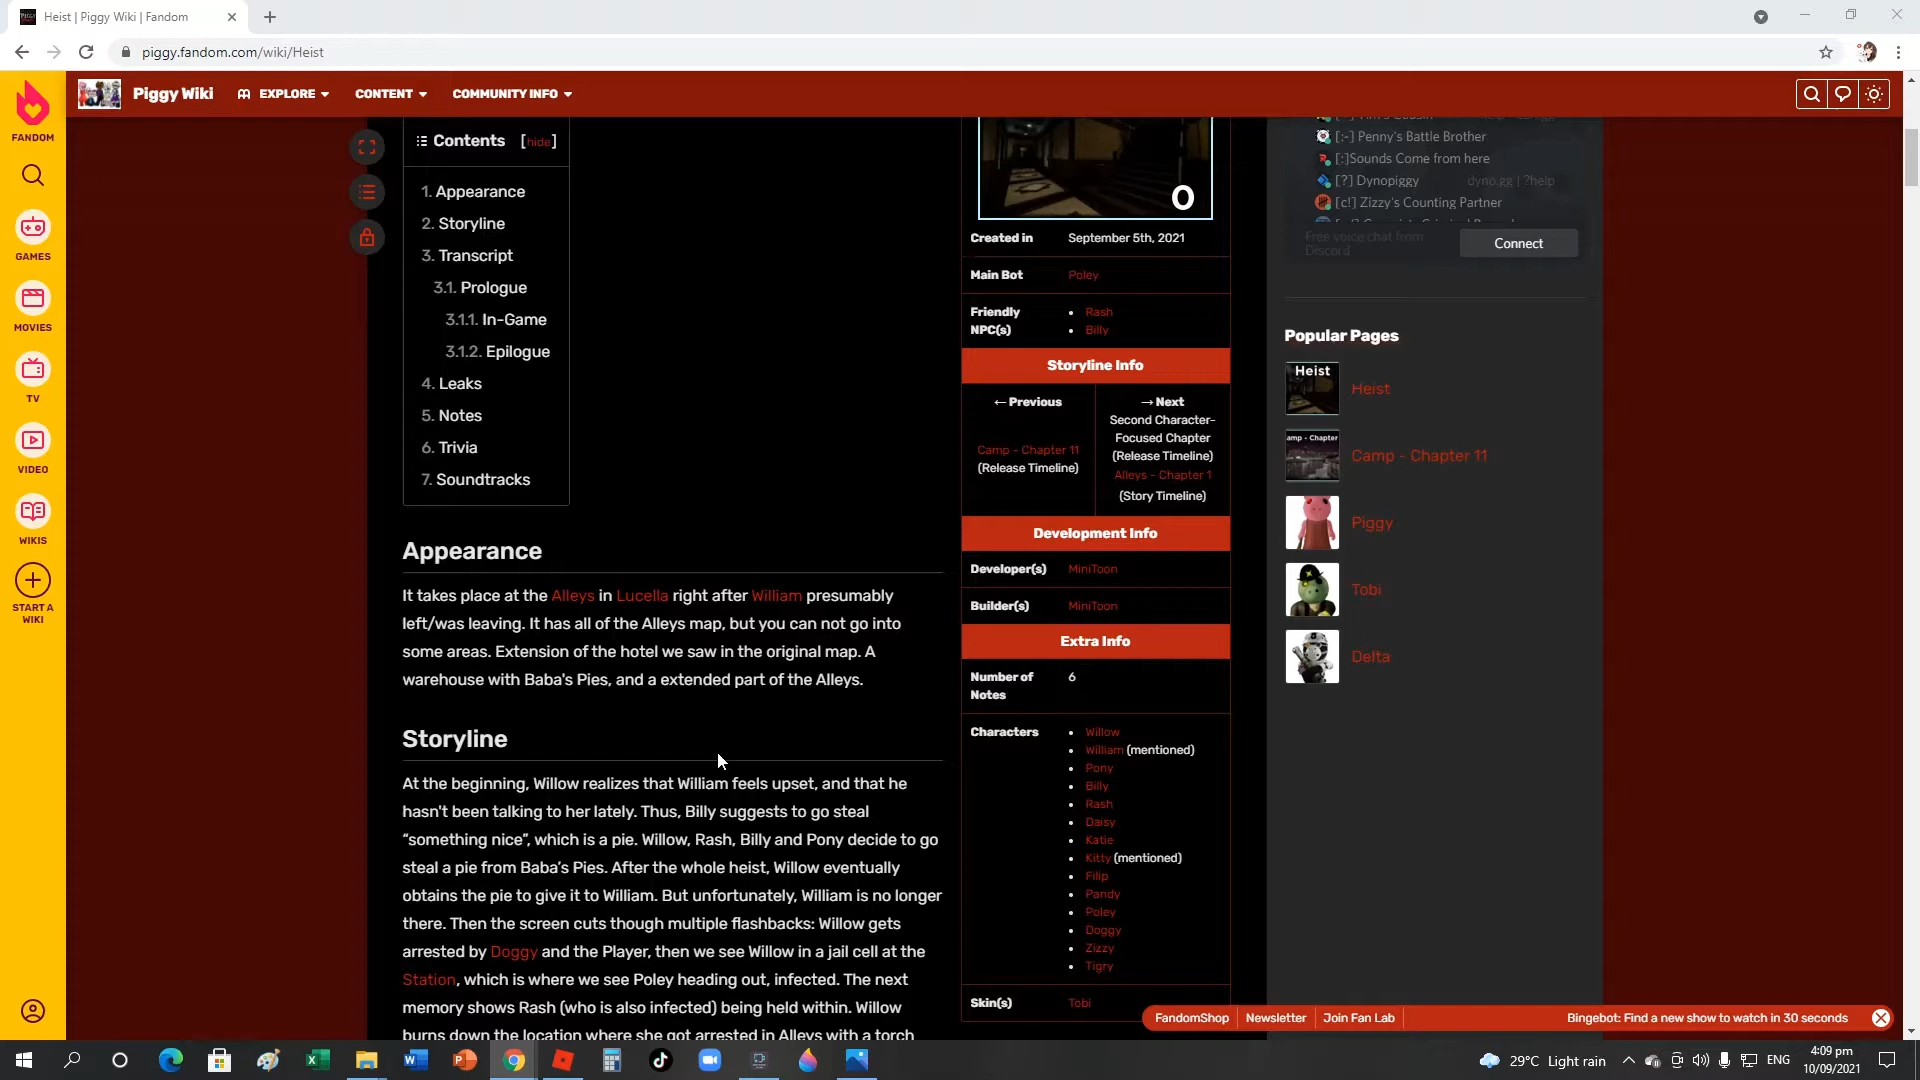 Heist | Piggy Wiki | Fandom
piggy.fandom.com/wiki/Heist
Piggy Wiki
EXPLORE
CONTENT
COMMUNITY INFO
FANDOM
GAMES
MOVIES
TV
VIDEO
WIKIS
START A
WIKI
Contents [hide]
1. Appearance
2. Storyline
3. Transcript
3.1. Prologue
3.1.1. In-Game
3.1.2. Epilogue
4. Leaks
5. Notes
6. Trivia
7. Soundtracks
Appearance
It takes place at the Alleys in Lucella right after William presumably
left/was leaving. It has all of the Alleys map, but you can not go into
some areas. Extension of the hotel we saw in the original map. A
warehouse with Baba's Pies, and a extended part of the Alleys.
Storyline
At the beginning, Willow realizes that William feels upset, and that he
hasn't been talking to her lately. Thus, Billy suggests to go steal
“something nice”, which is a pie. Willow, Rash, Billy and Pony decide to go
steal a pie from Baba’s Pies. After the whole heist, Willow eventually
obtains the pie to give it to William. But unfortunately, William is no longer
there. Then the screen cuts though multiple flashbacks: Willow gets
arrested by Doggy and the Player, then we see Willow in a jail cell at the
Station, which is where we see Poley heading out, infected. The next
memory shows Rash (who is also infected) being held within. Willow
burns down the location where she got arrested in Alleys with a torch
0
Created in September 5th, 2021
Main Bot Poley
Friendly
NPC(s)
• Rash
• Billy
Storyline Info
← Previous
Camp - Chapter 11
(Release Timeline)
→ Next
Second Character-
Focused Chapter
(Release Timeline)
Alleys - Chapter 1
(Story Timeline)
Development Info
Developer(s) MiniToon
Builder(s) MiniToon
Extra Info
Number of
Notes
6
Characters
• Willow
• William (mentioned)
• Pony
• Billy
• Rash
• Daisy
• Katie
• Kitty (mentioned)
• Filip
• Pandy
• Poley
• Doggy
• Zizzy
• Tigry
Skin(s) Tobi
[:-] Penny's Battle Brother
[:]Sounds Come from here
[?] Dynopiggy dyno.gg | ?help
[c!] Zizzy's Counting Partner
Free voice chat from
Discord
Connect
Popular Pages
Heist
Heist
Camp - Chapter 11
Piggy
Tobi
Delta
FandomShop
Newsletter
Join Fan Lab
Bingebot: Find a new show to watch in 30 seconds
29°C Light rain
ENG
4:09 pm
10/09/2021